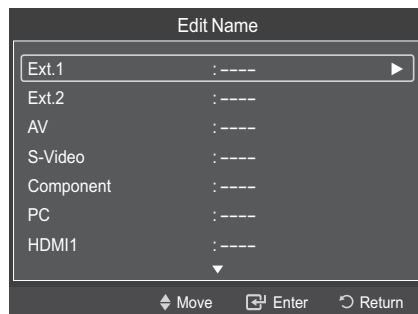 Edit Name
Ext.1 : ---- ►
Ext.2 : ----
AV : ----
S-Video : ----
Component : ----
PC : ----
HDMI1 : ----
▼
Move Enter Return